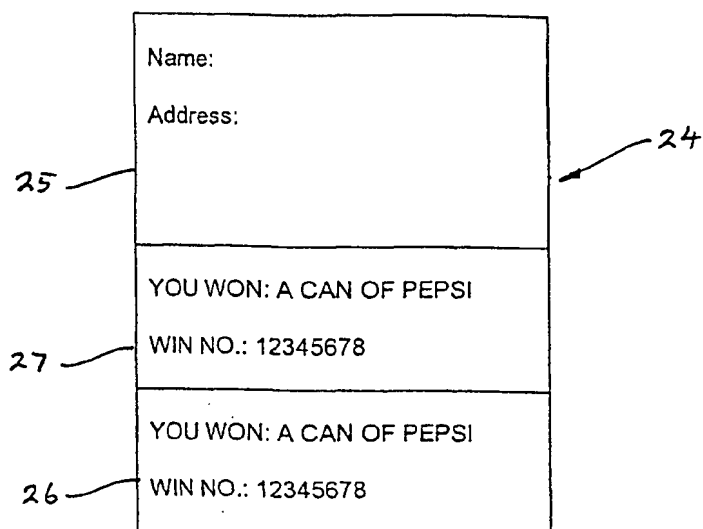 Name:
Address:
24
25
YOU WON: A CAN OF PEPSI
WIN NO.: 12345678
27
YOU WON: A CAN OF PEPSI
WIN NO.: 12345678
26